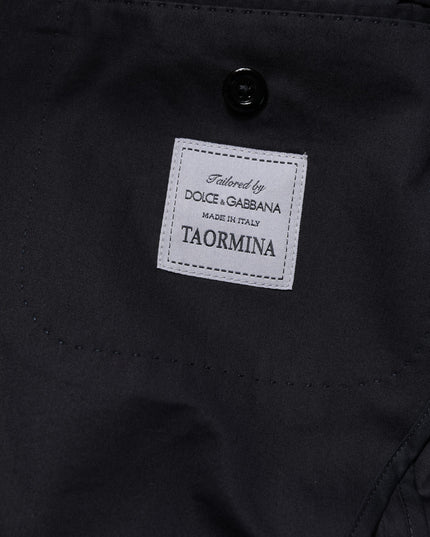 Tailored by
DOLCE & GABBANA
MADE IN ITALY
TAORMINA